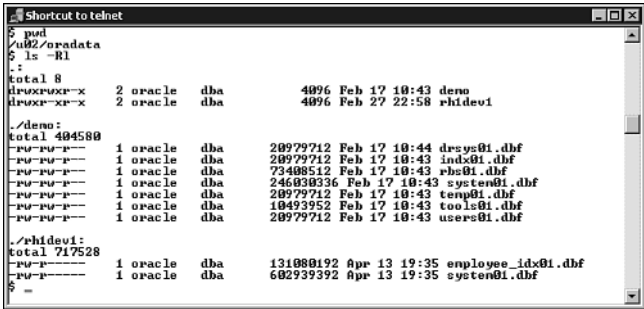 Shortcut to telnet
$ pwd
/u02/oradata
$ ls -Rl
.:
total 8
drwxrwxr-x 2 oracle dba 4096 Feb 17 10:43 demo
drwxr-xr-x 2 oracle dba 4096 Feb 27 22:58 rh1dev1
./demo:
total 404580
-rw-rw-r-- 1 oracle dba 20979712 Feb 17 10:44 drsys01.dbf
-rw-rw-r-- 1 oracle dba 20979712 Feb 17 10:43 indx01.dbf
-rw-rw-r-- 1 oracle dba 73408512 Feb 17 10:43 rbs01.dbf
-rw-rw-r-- 1 oracle dba 246030336 Feb 17 10:43 system01.dbf
-rw-rw-r-- 1 oracle dba 20979712 Feb 17 10:43 temp01.dbf
-rw-rw-r-- 1 oracle dba 10493952 Feb 17 10:43 tools01.dbf
-rw-rw-r-- 1 oracle dba 20979712 Feb 17 10:43 users01.dbf
./rh1dev1:
total 717528
-rw-r----- 1 oracle dba 131080192 Apr 13 19:35 employee_idx01.dbf
-rw-r----- 1 oracle dba 602939392 Apr 13 19:35 system01.dbf
$ _